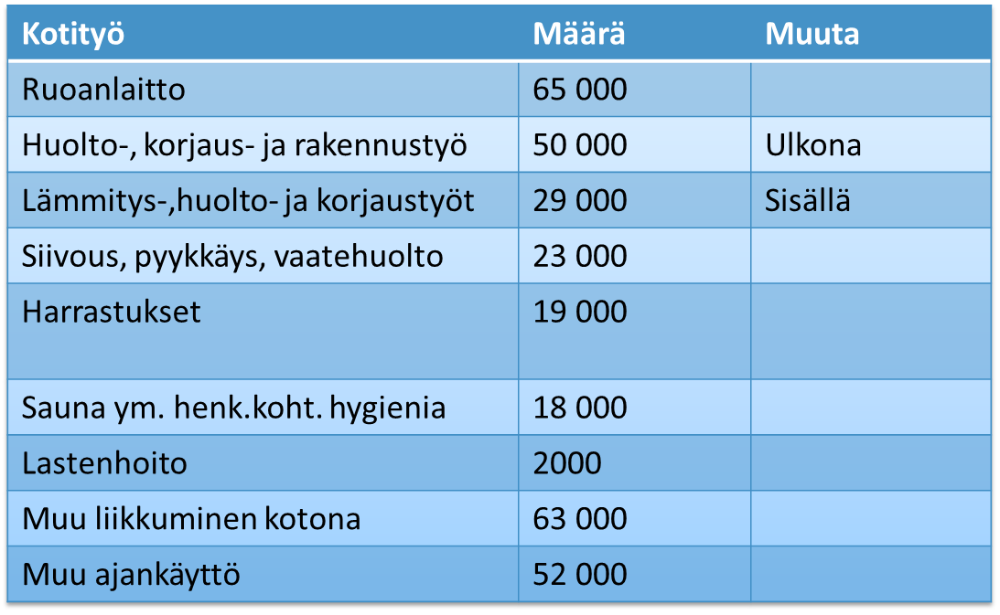 Kotityö Määrä Muuta
Ruoanlaitto 65 000
Huolto-, korjaus- ja rakennustyö 50 000 Ulkona
Lämmitys-,huolto- ja korjaustyöt 29 000 Sisällä
Siivous, pyykkäys, vaatehuolto 23 000
Harrastukset 19 000
Sauna ym. henk.koht. hygienia 18 000
Lastenhoito 2000
Muu liikkuminen kotona 63 000
Muu ajankäyttö 52 000